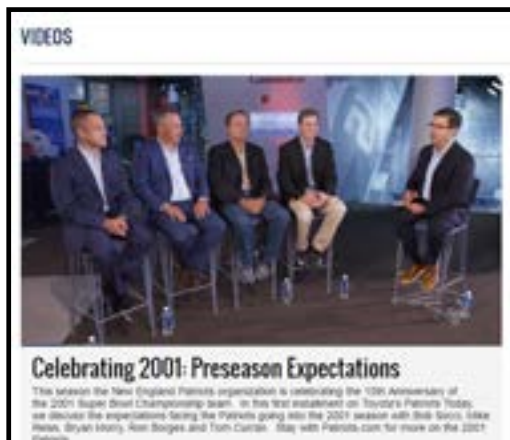 VIDEOS
Celebrating 2001: Preseason Expectations
This season the New England Patriots organization is celebrating the Anniversary of
the 2001 Super Bowl Championship team. In this first installment on Toyota's Patriots Today,
we discuss the expectations facing the Patriots going into the 2001 season with Bob Socci, Mike
Reiss, Bryan Morry, Ron Borges and Tom Curran. Stay with Patriots.com for more on the 2001
Patriots